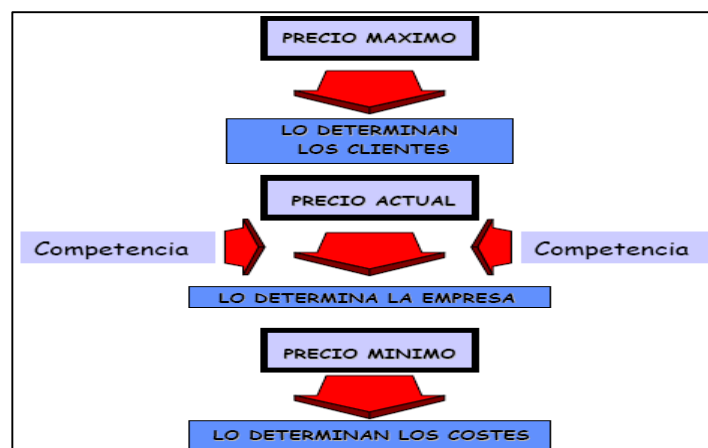 PRECIO MAXIMO
LO DETERMINAN
LOS CLIENTES
PRECIO ACTUAL
Competencia
Competencia
LO DETERMINA LA EMPRESA
PRECIO MINIMO
LO DETERMINAN LOS COSTES